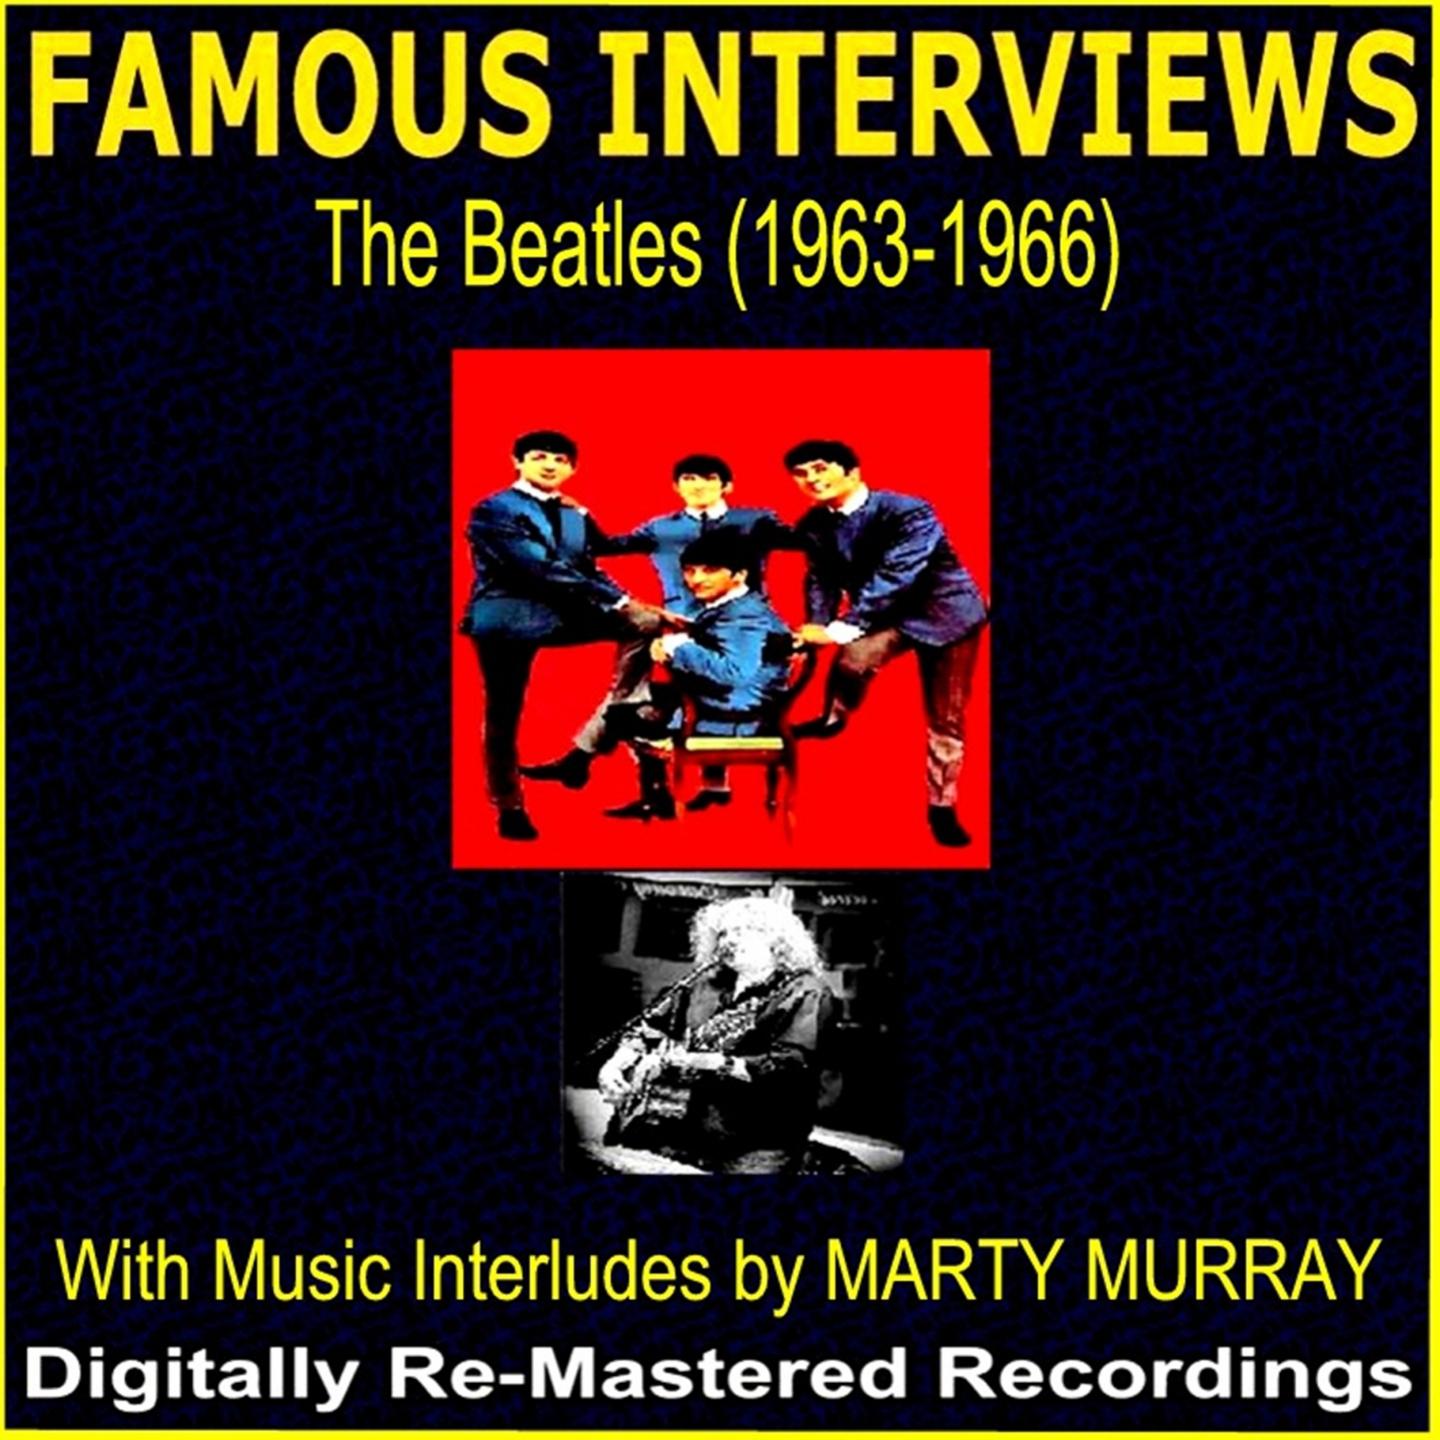 FAMOUS INTERVIEWS
The Beatles (1963-1966)
With Music Interludes by MARTY MURRAY
Digitally Re-Mastered Recordings